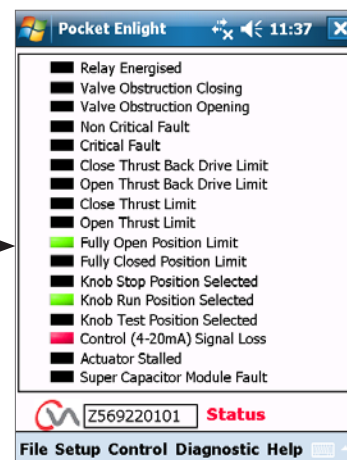 Pocket Enlight 11:37
Relay Energised
Valve Obstruction Closing
Valve Obstruction Opening
Non Critical Fault
Critical Fault
Close Thrust Back Drive Limit
Open Thrust Back Drive Limit
Close Thrust Limit
Open Thrust Limit
Fully Open Position Limit
Fully Closed Position Limit
Knob Stop Position Selected
Knob Run Position Selected
Knob Test Position Selected
Control (4-20mA) Signal Loss
Actuator Stalled
Super Capacitor Module Fault
Z569220101 Status
File Setup Control Diagnostic Help